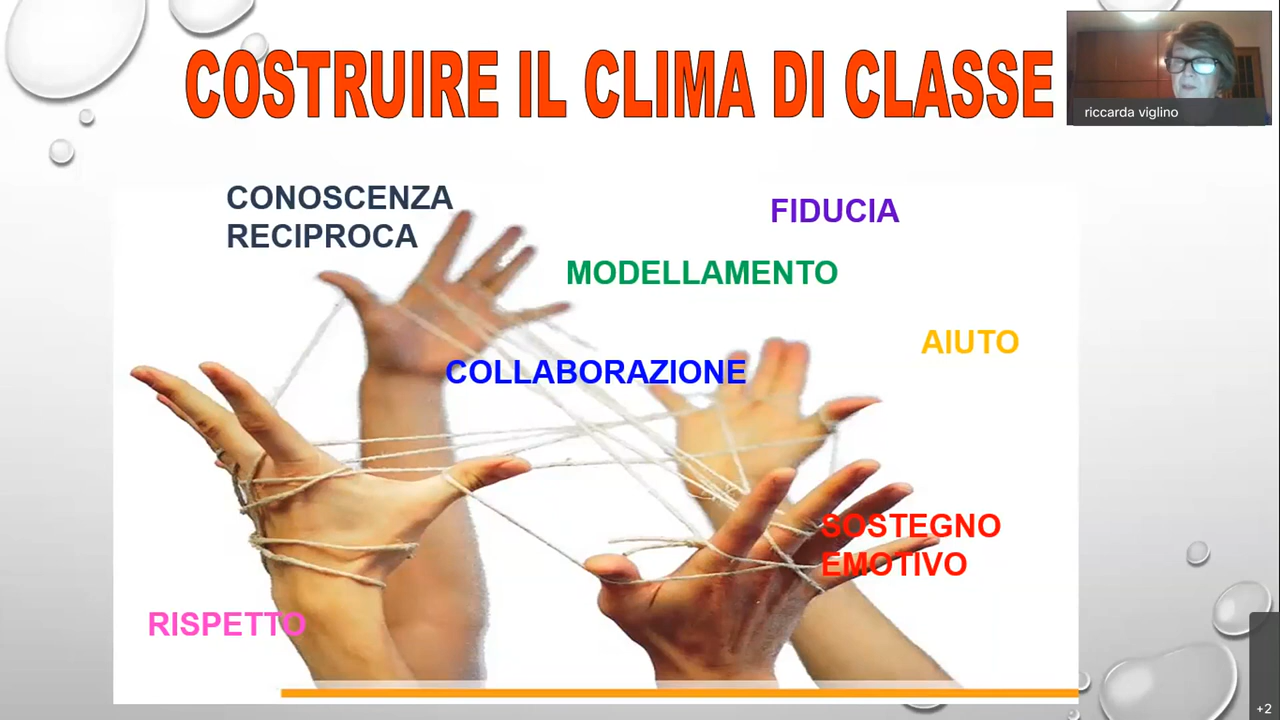 COSTRUIRE IL CLIMA DI CLASSE
riccarda viglino
CONOSCENZA
RECIPROCA
FIDUCIA
MODELLAMENTO
AIUTO
COLLABORAZIONE
SOSTEGNO
EMOTIVO
RISPETTO
+2